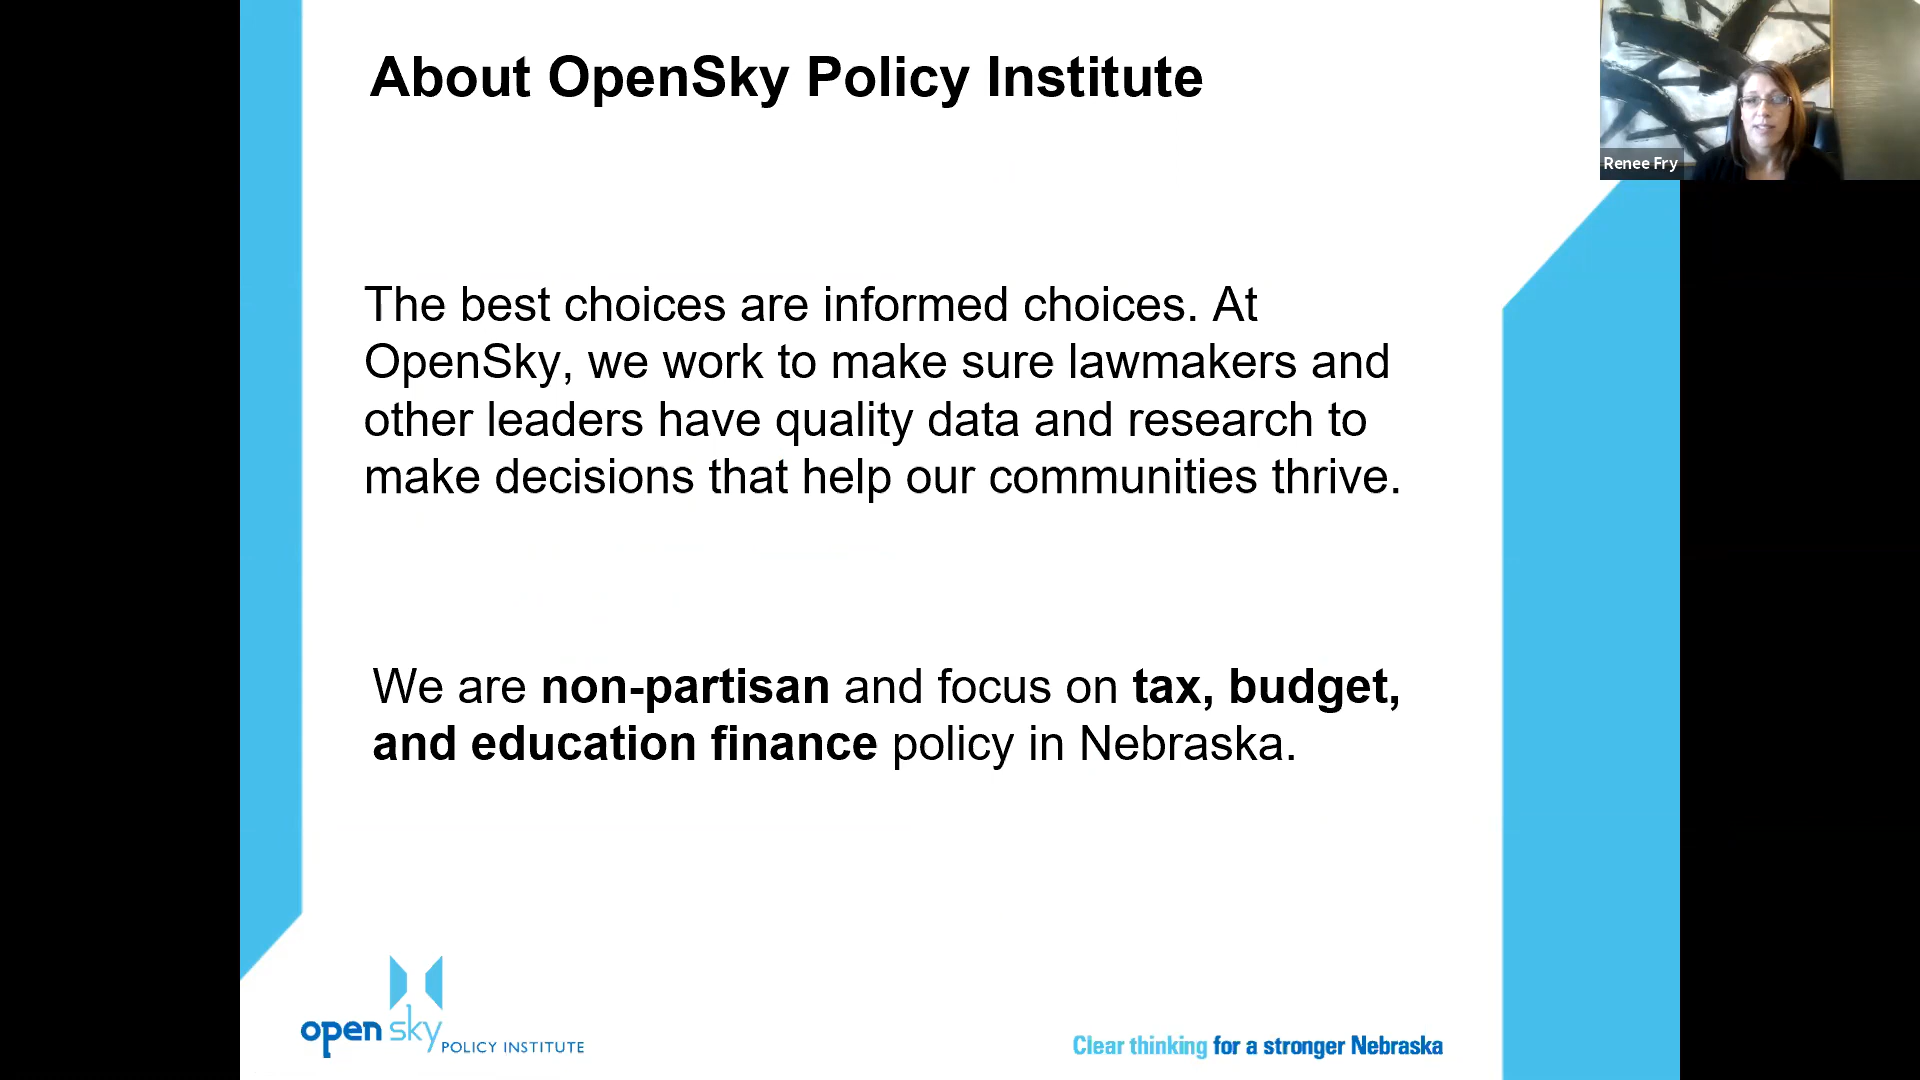 About OpenSky Policy Institute
Renee Fry
The best choices are informed choices. At
OpenSky, we work to make sure lawmakers and
other leaders have quality data and research to
make decisions that help our communities thrive.
We are non-partisan and focus on tax, budget,
and education finance policy in Nebraska.
open sky POLICY INSTITUTE
Clear thinking for a stronger Nebraska